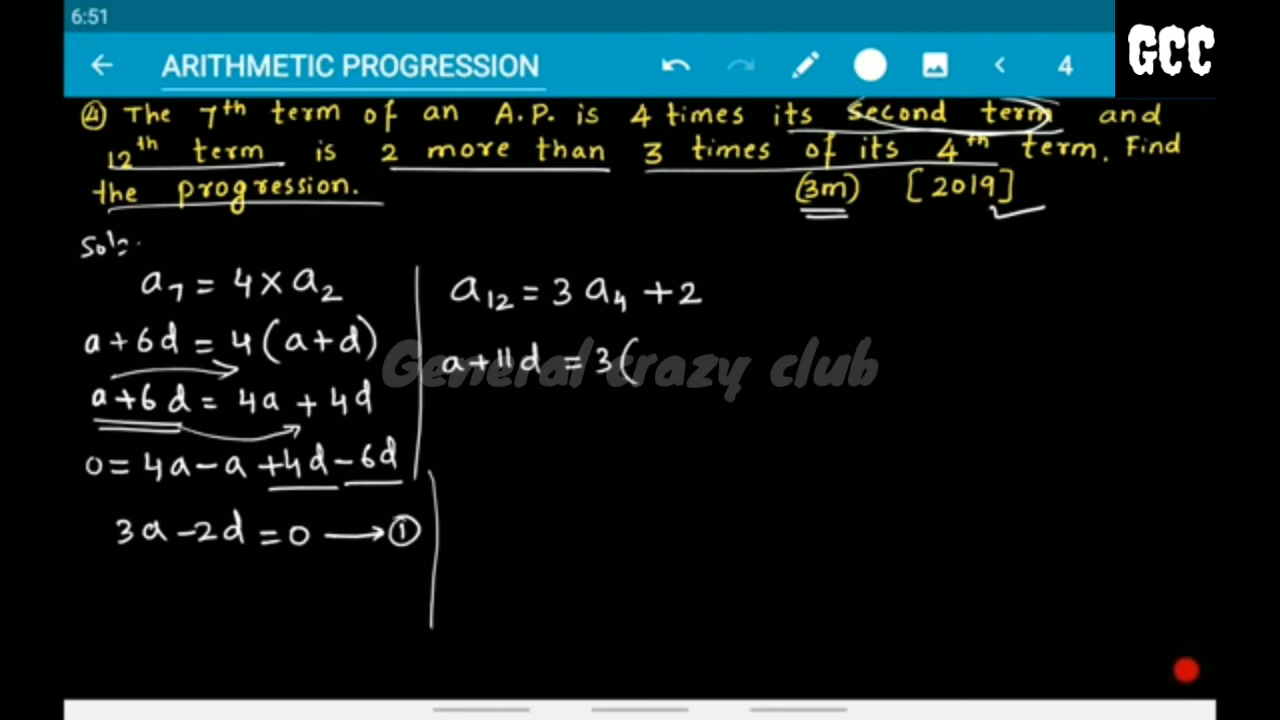 6:51
ARITHMETIC PROGRESSION
4
GCC
④ The 7th term of an A.P. is 4 times its second term and
12th term is 2 more than 3 times of its 4th term. Find
the progression. (3m) [2019]
Soln:
a7 = 4 × a2
a + 6d = 4(a + d)
a + 6d = 4a + 4d
0 = 4a - a + 4d - 6d
3a - 2d = 0 → ①
a12 = 3 a4 + 2
a + 11d = 3(
General crazy club